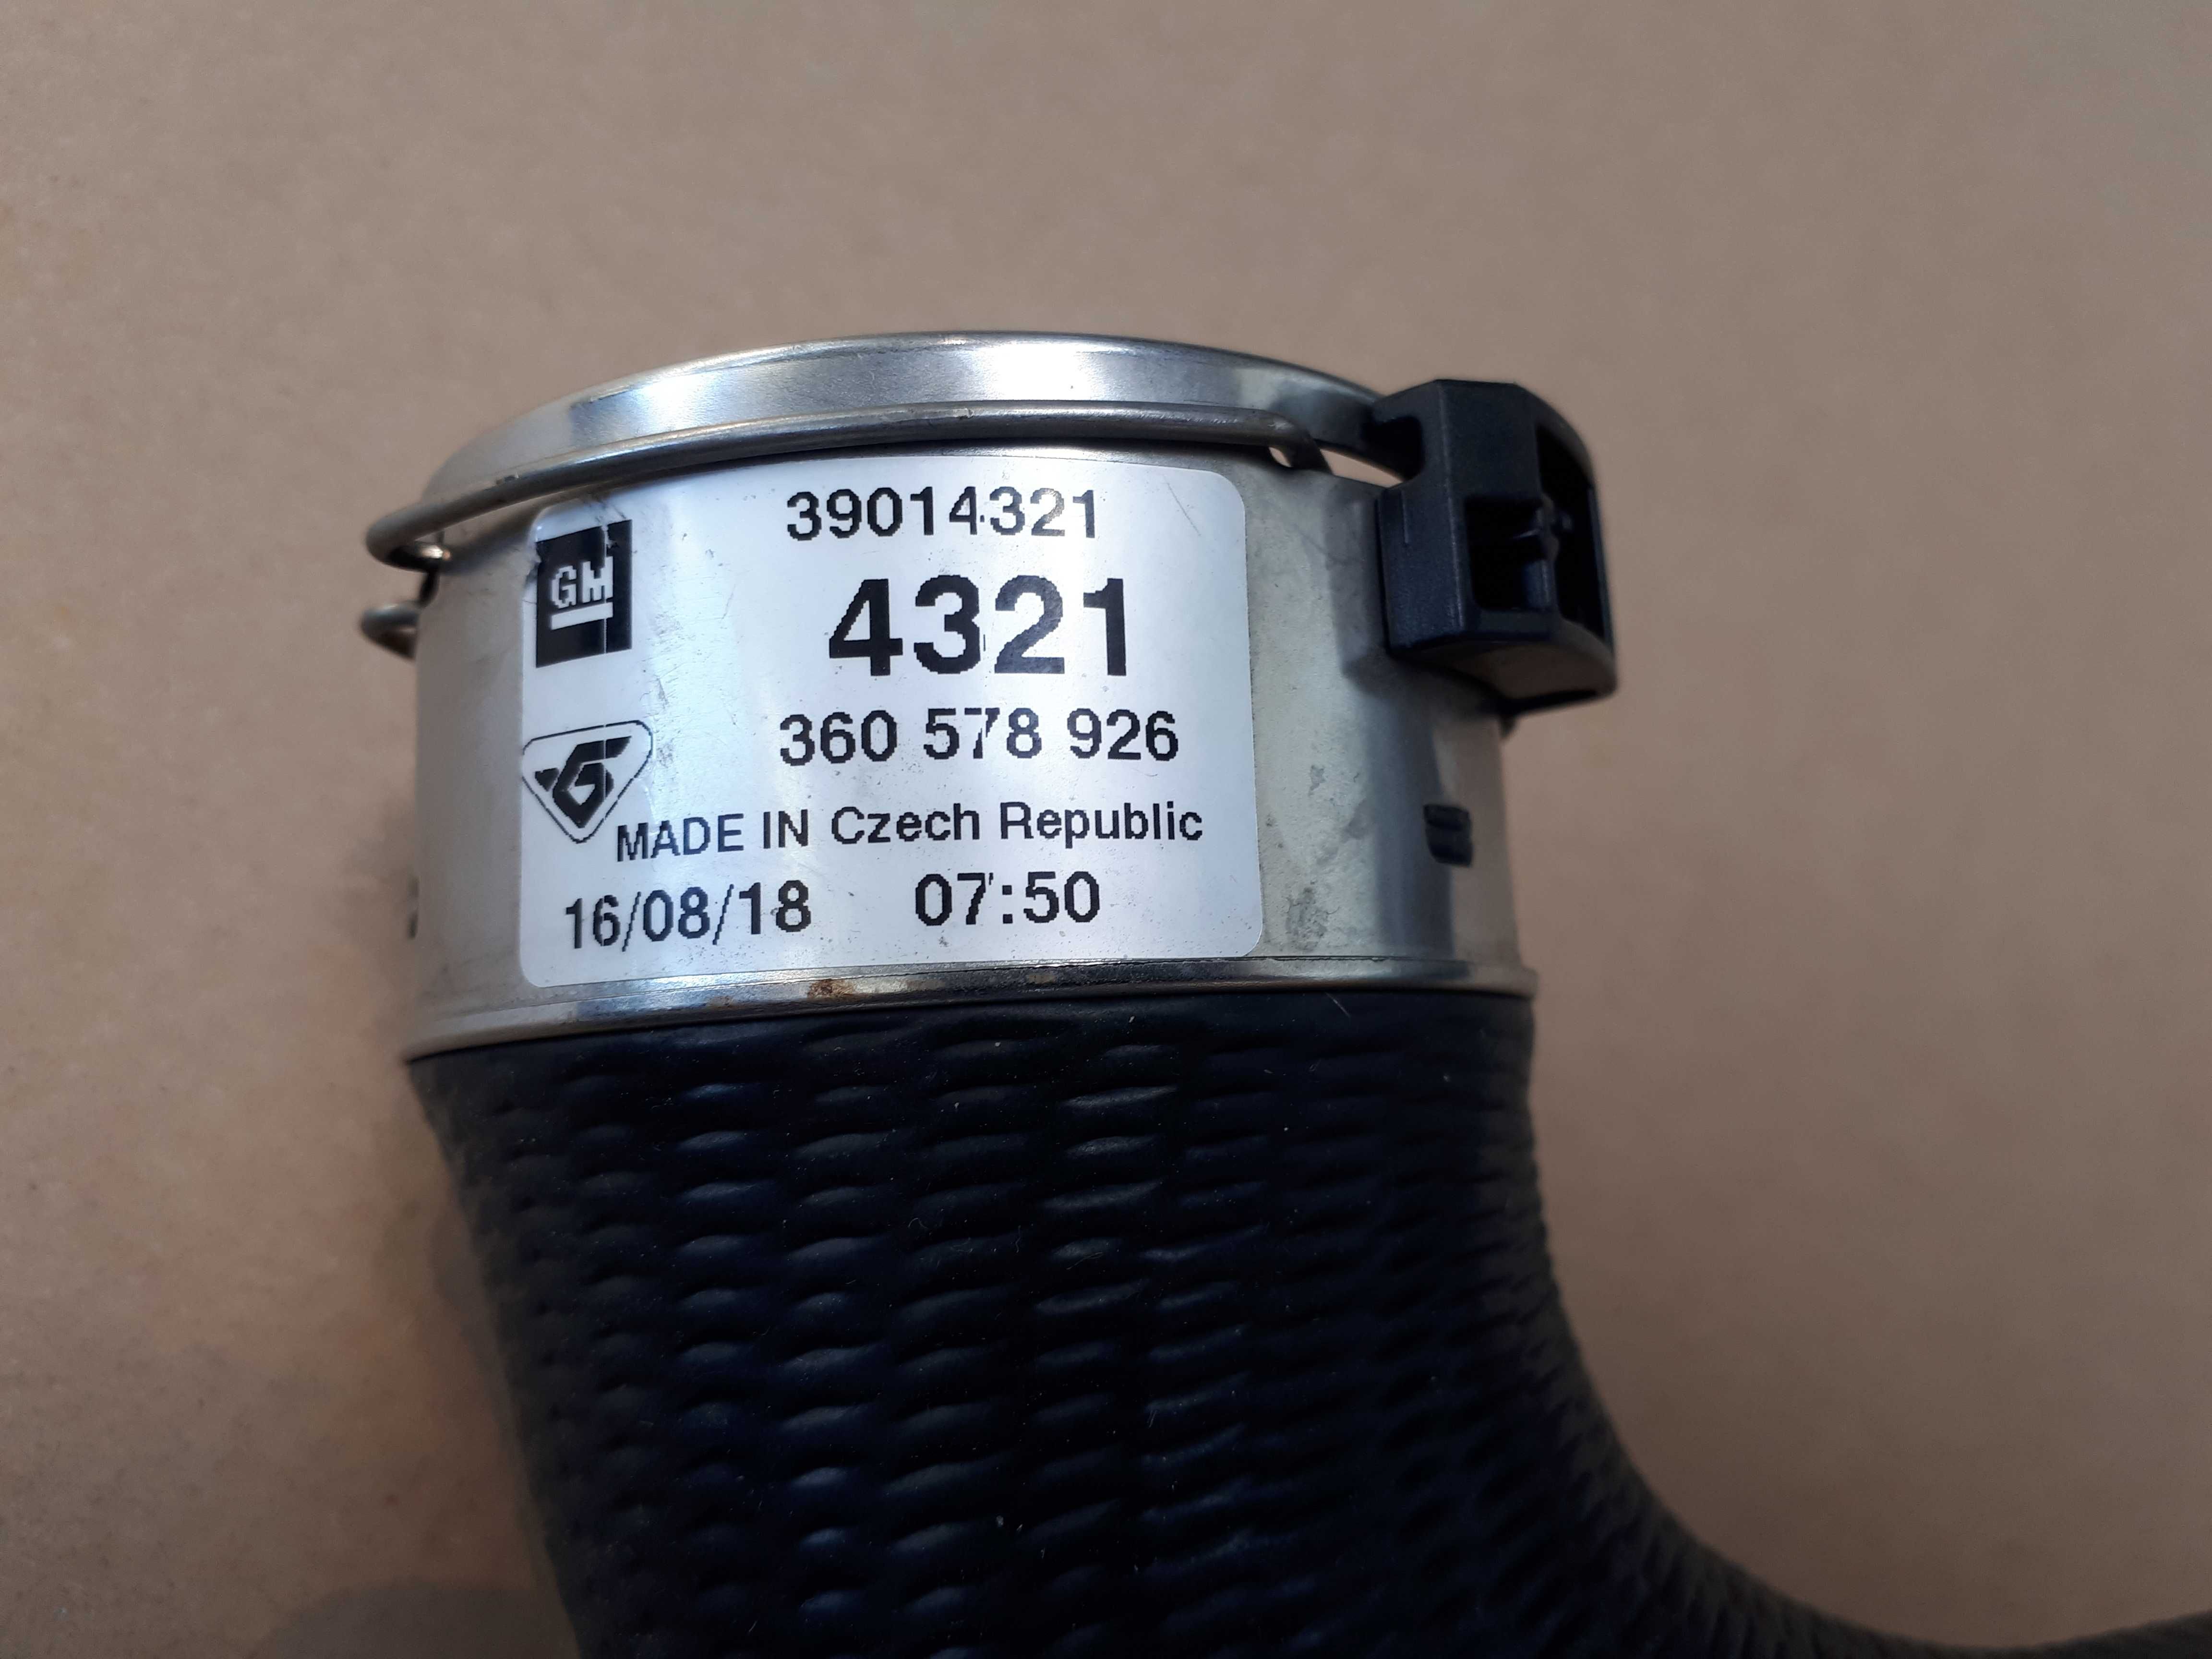 39014321
GM
4321
360 578 926
MADE IN Czech Republic
16/08/18 07:50